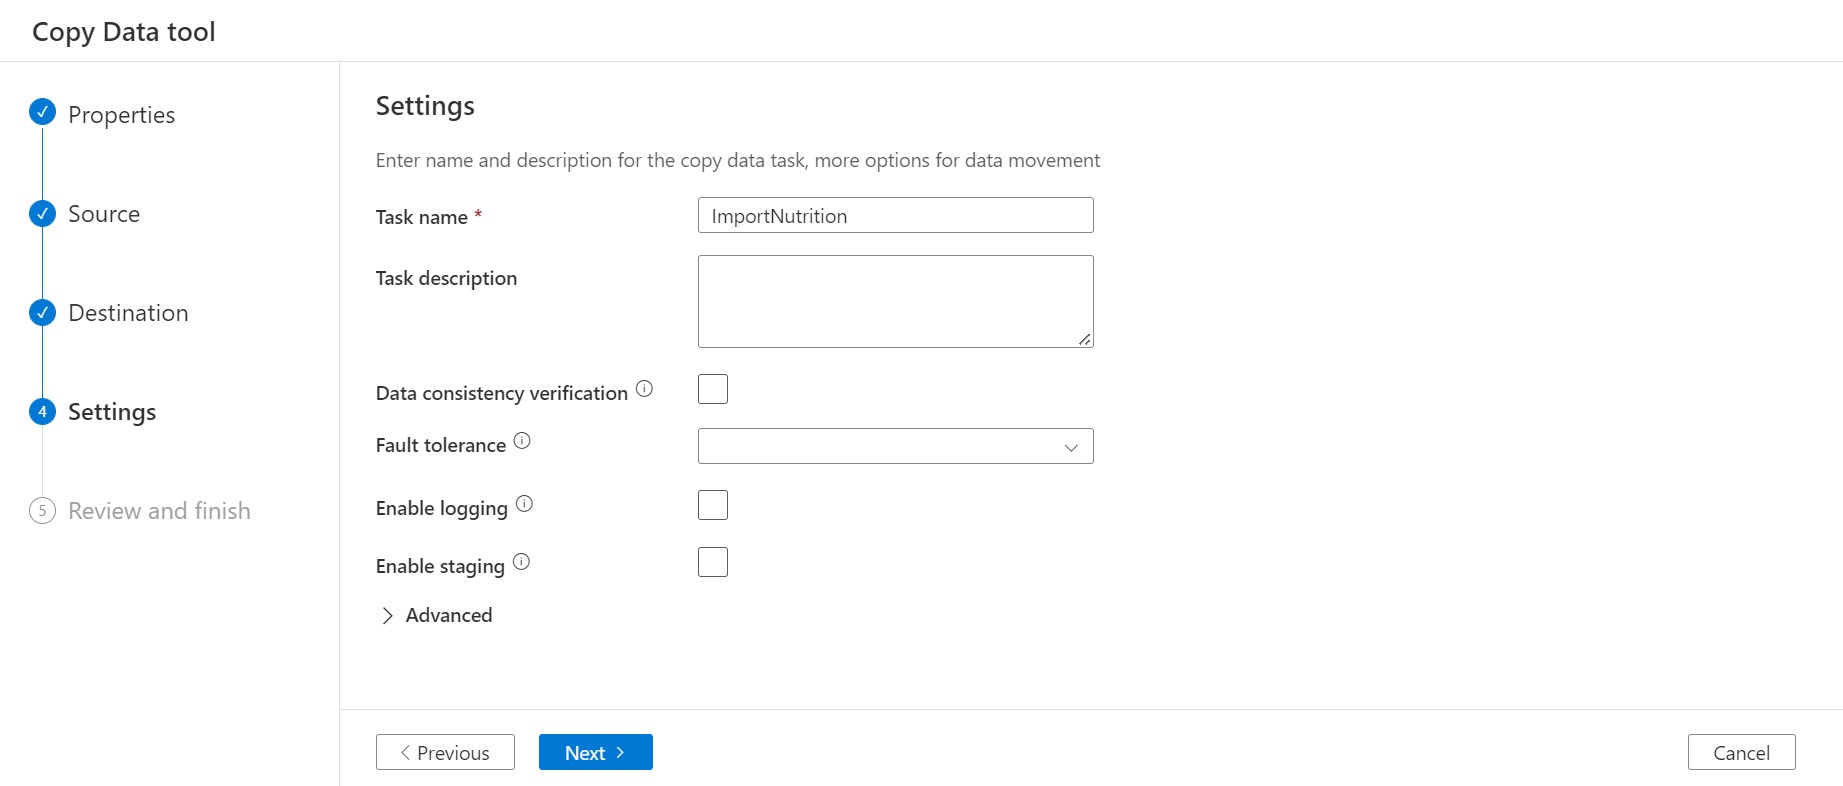 Copy Data tool
Properties
Source
Destination
4 Settings
5 Review and finish
Settings
Enter name and description for the copy data task, more options for data movement
Task name * ImportNutrition
Task description
Data consistency verification
Fault tolerance
Enable logging
Enable staging
Advanced
Previous
Next
Cancel